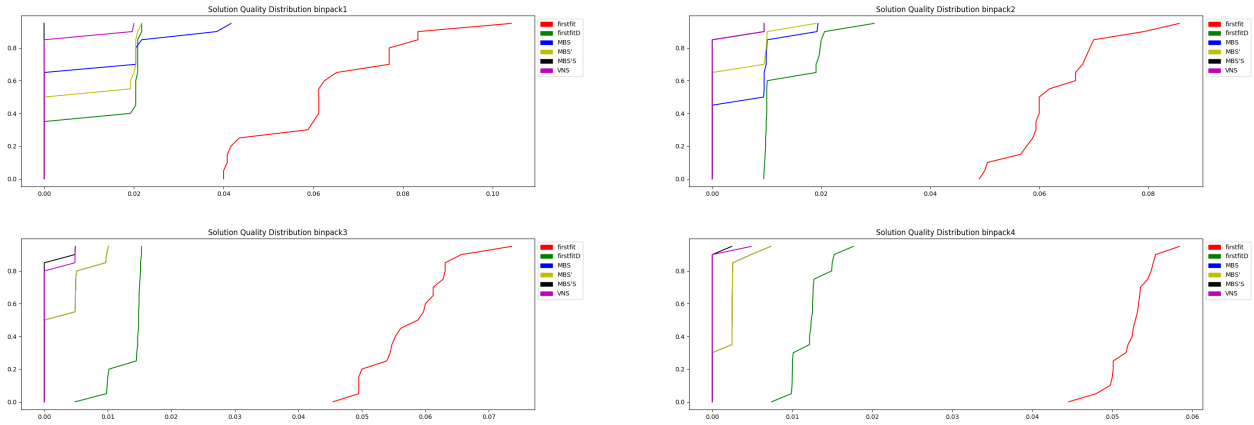 Solution Quality Distribution binpack1
0.8
0.6
0.4
0.2
0.0
0.00 0.02 0.04 0.06 0.08 0.10
firstfit
firstfitD
MBS
MBS'
MBS'S
VNS
Solution Quality Distribution binpack2
0.8
0.6
0.4
0.2
0.0
0.00 0.02 0.04 0.06 0.08
firstfit
firstfitD
MBS
MBS'
MBS'S
VNS
Solution Quality Distribution binpack3
0.8
0.6
0.4
0.2
0.0
0.00 0.01 0.02 0.03 0.04 0.05 0.06 0.07
firstfit
firstfitD
MBS
MBS'
MBS'S
VNS
Solution Quality Distribution binpack4
0.8
0.6
0.4
0.2
0.0
0.00 0.01 0.02 0.03 0.04 0.05 0.06
firstfit
firstfitD
MBS
MBS'
MBS'S
VNS